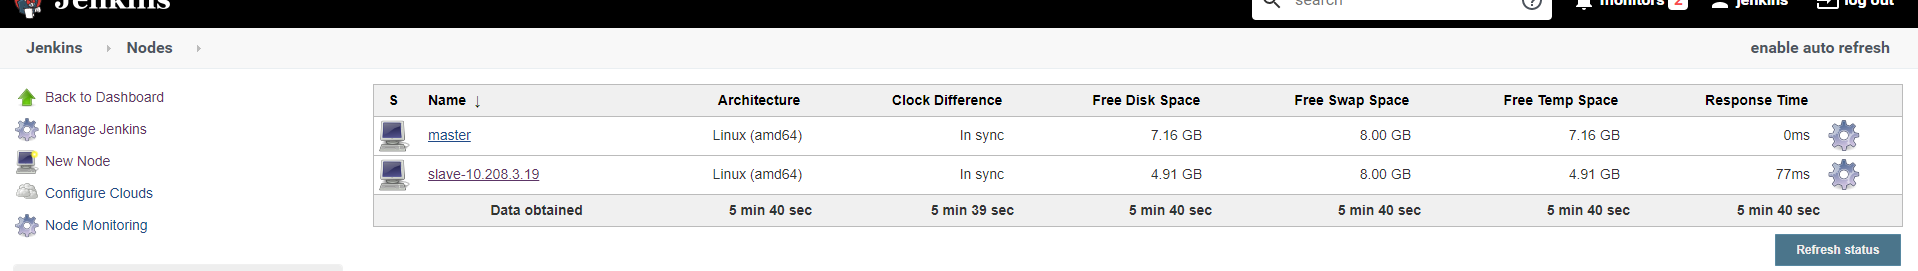 Jenkins
search
monitors 2 jenkins log out
Jenkins Nodes
enable auto refresh
Back to Dashboard
Manage Jenkins
New Node
Configure Clouds
Node Monitoring
S Name ↓ Architecture Clock Difference Free Disk Space Free Swap Space Free Temp Space Response Time
master Linux (amd64) In sync 7.16 GB 8.00 GB 7.16 GB 0ms
slave-10.208.3.19 Linux (amd64) In sync 4.91 GB 8.00 GB 4.91 GB 77ms
Data obtained 5 min 40 sec 5 min 39 sec 5 min 40 sec 5 min 40 sec 5 min 40 sec 5 min 40 sec
Refresh status